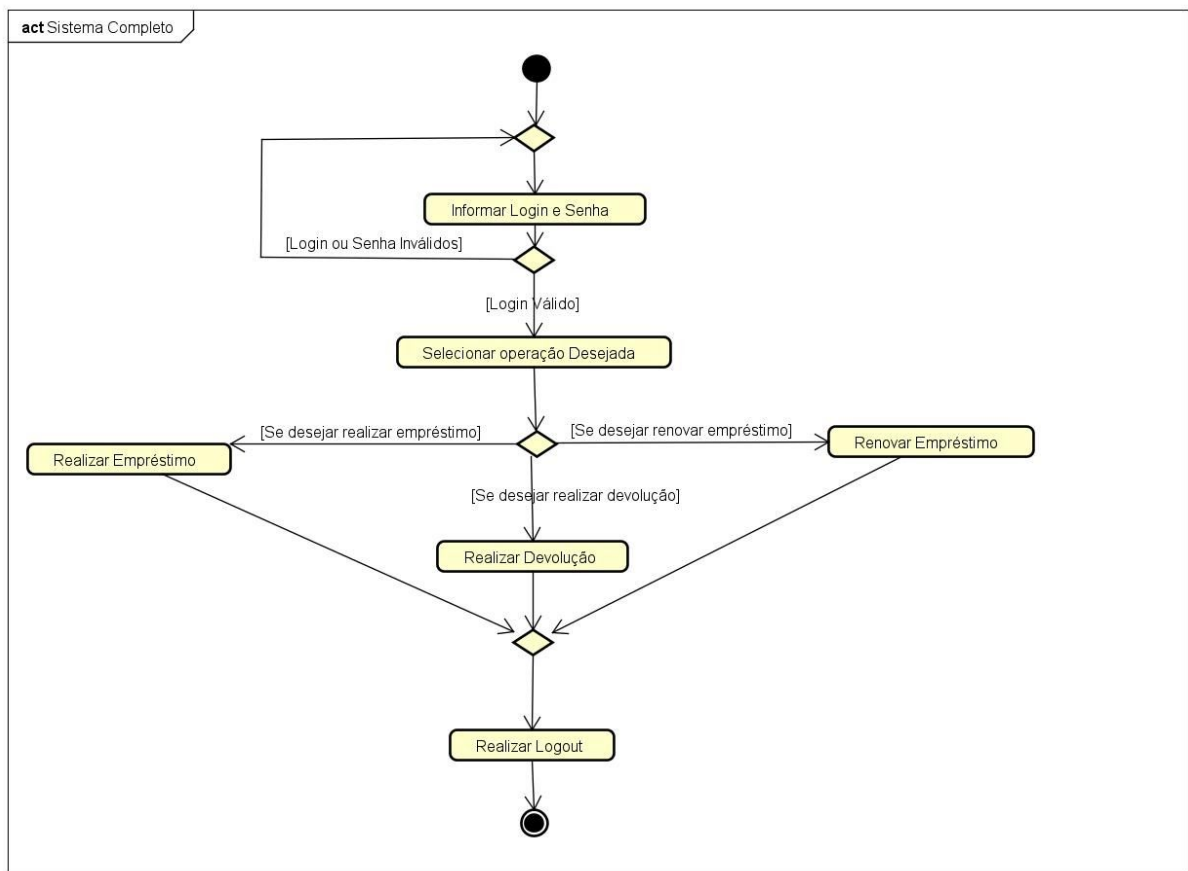 act Sistema Completo
Informar Login e Senha
[Login ou Senha Inválidos]
[Login Válido]
Selecionar operação Desejada
[Se desejar realizar empréstimo]
[Se desejar renovar empréstimo]
Realizar Empréstimo
Renovar Empréstimo
[Se desejar realizar devolução]
Realizar Devolução
Realizar Logout